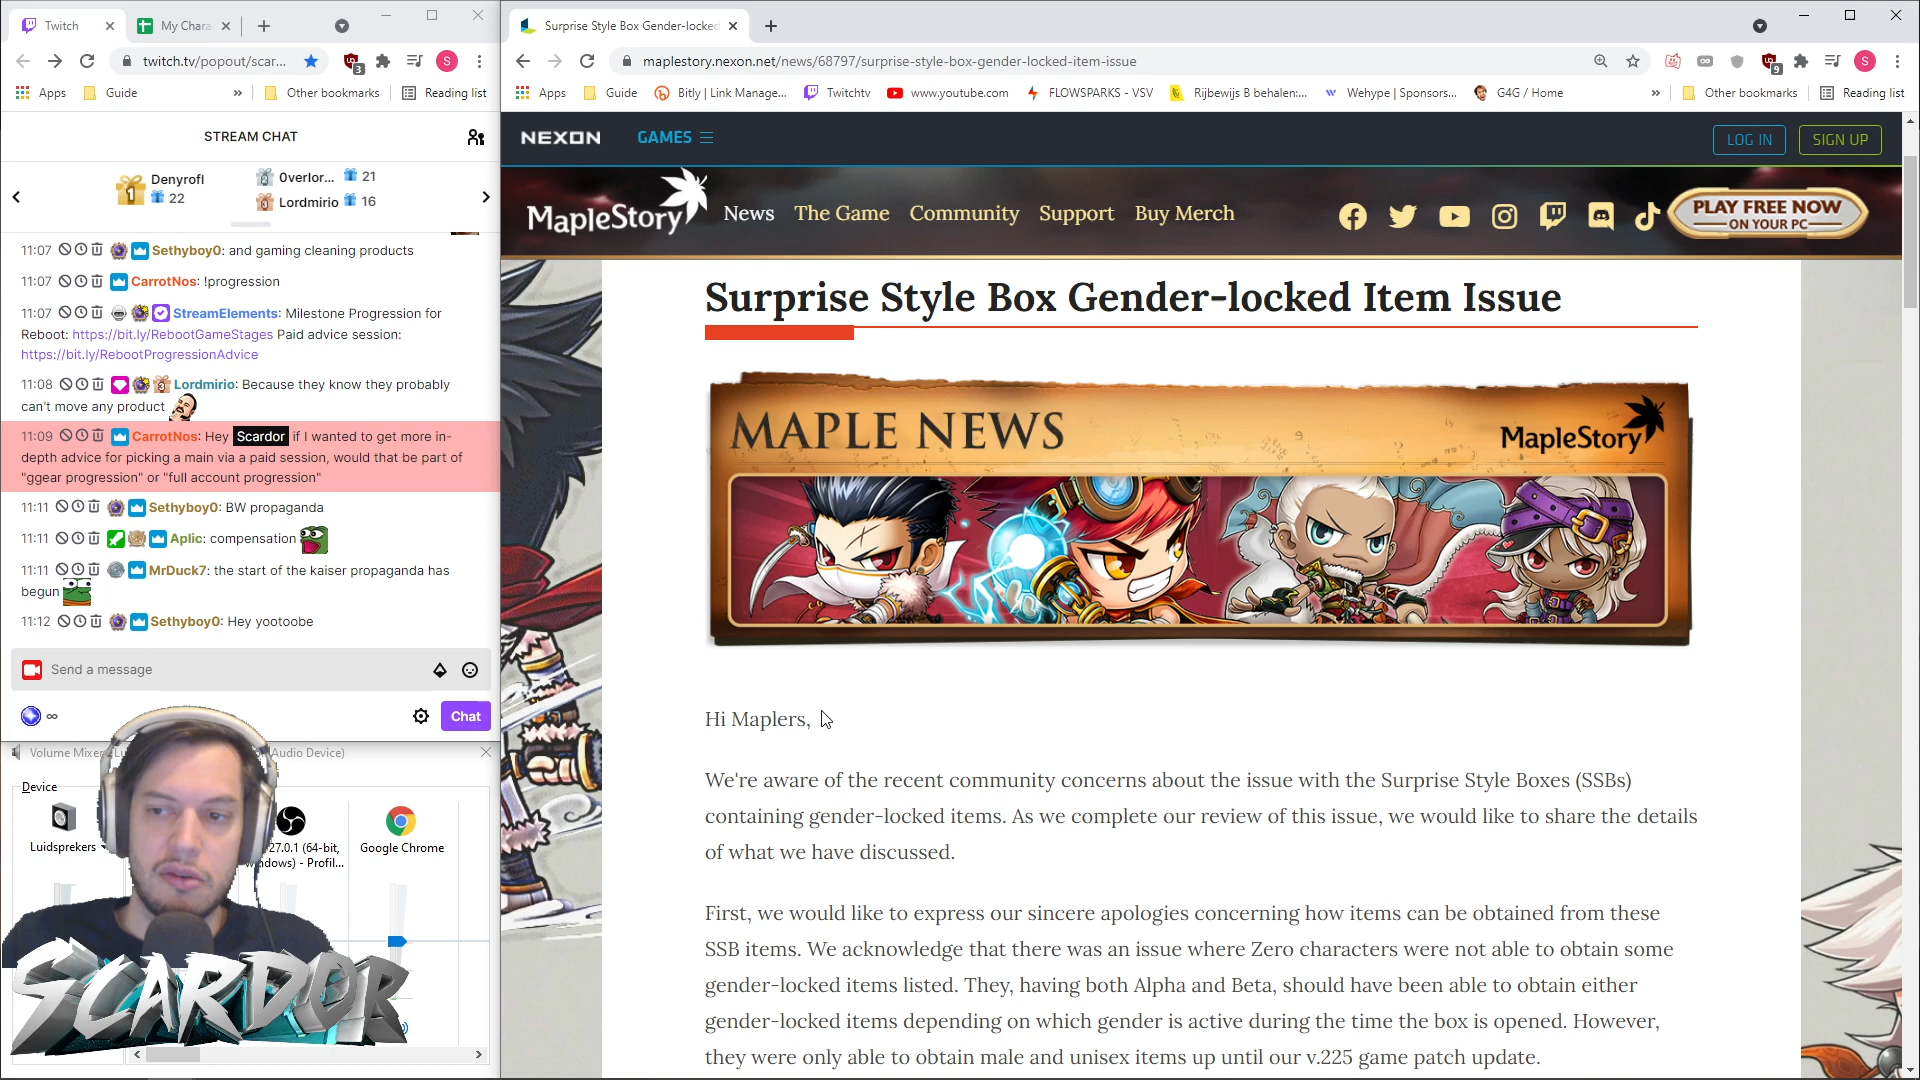 Twitch
My Chara
Surprise Style Box Gender-locked
twitch.tv/popout/scar...
3
S
maplestory.nexon.net/news/68797/surprise-style-box-gender-locked-item-issue
9
S
Apps
Guide
»
Other bookmarks
Reading list
Apps
Guide
Bitly | Link Manage...
Twitchtv
www.youtube.com
FLOWSPARKS - VSV
Rijbewijs B behalen:...
Wehype | Sponsors...
G4G / Home
»
Other bookmarks
Reading list
STREAM CHAT
NEXON
GAMES
LOG IN
SIGN UP
1
Denyrofl
22
0verlor...
21
Lordmirio
16
MapleStory
News
The Game
Community
Support
Buy Merch
PLAY FREE NOW
ON YOUR PC
11:07 Sethyboy0: and gaming cleaning products
11:07 CarrotNos: !progression
11:07 StreamElements: Milestone Progression for
Reboot: https://bit.ly/RebootGameStages Paid advice session:
https://bit.ly/RebootProgressionAdvice
11:08 Lordmirio: Because they know they probably
can't move any product
11:09 CarrotNos: Hey Scardor if I wanted to get more in-
depth advice for picking a main via a paid session, would that be part of
"ggear progression" or "full account progression"
11:11 Sethyboy0: BW propaganda
11:11 Aplic: compensation
11:11 MrDuck7: the start of the kaiser propaganda has
begun
11:12 Sethyboy0: Hey yootoobe
Send a message
∞
Chat
Surprise Style Box Gender-locked Item Issue
MAPLE NEWS
MapleStory
Hi Maplers,
We're aware of the recent community concerns about the issue with the Surprise Style Boxes (SSBs)
containing gender-locked items. As we complete our review of this issue, we would like to share the details
of what we have discussed.
First, we would like to express our sincere apologies concerning how items can be obtained from these
SSB items. We acknowledge that there was an issue where Zero characters were not able to obtain some
gender-locked items listed. They, having both Alpha and Beta, should have been able to obtain either
gender-locked items depending on which gender is active during the time the box is opened. However,
they were only able to obtain male and unisex items up until our v.225 game patch update.
Volume Mixer
Audio Device)
Device
Luidsprekers
27.0.1 (64-bit,
windows) - Profil...
Google Chrome
SCARDOR